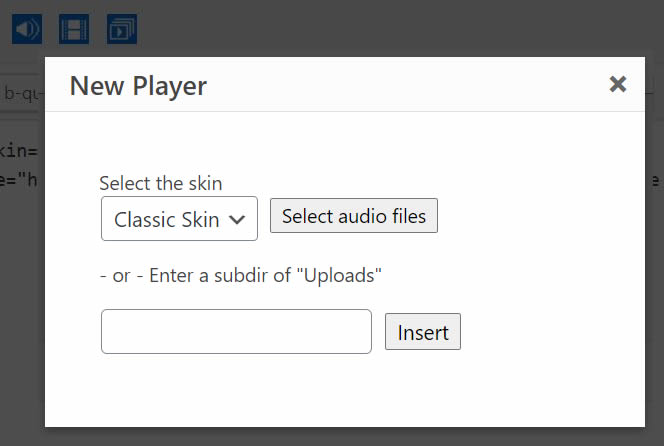 New Player
b-qu
kin=
e="h
e
Select the skin
Classic Skin
Select audio files
- or - Enter a subdir of "Uploads"
Insert